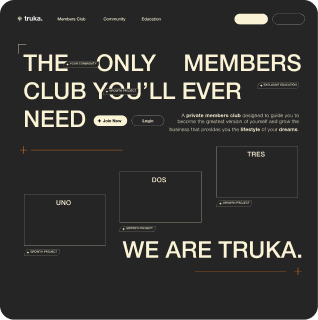 truka.
Members Club
Community
Education
THE ONLY MEMBERS
YOUR COMMUNITY
CLUB YOU'LL EVER
GROWTH PROJECT
EXCLUSIVE EDUCATION
NEED
Join Now
Login
A private members club designed to guide you to
become the greatest version of yourself and grow the
business that provides you the lifestyle of your dreams.
TRES
DOS
UNO
GROWTH PROJECT
GROWTH PROJECT
GROWTH PROJECT
WE ARE TRUKA.